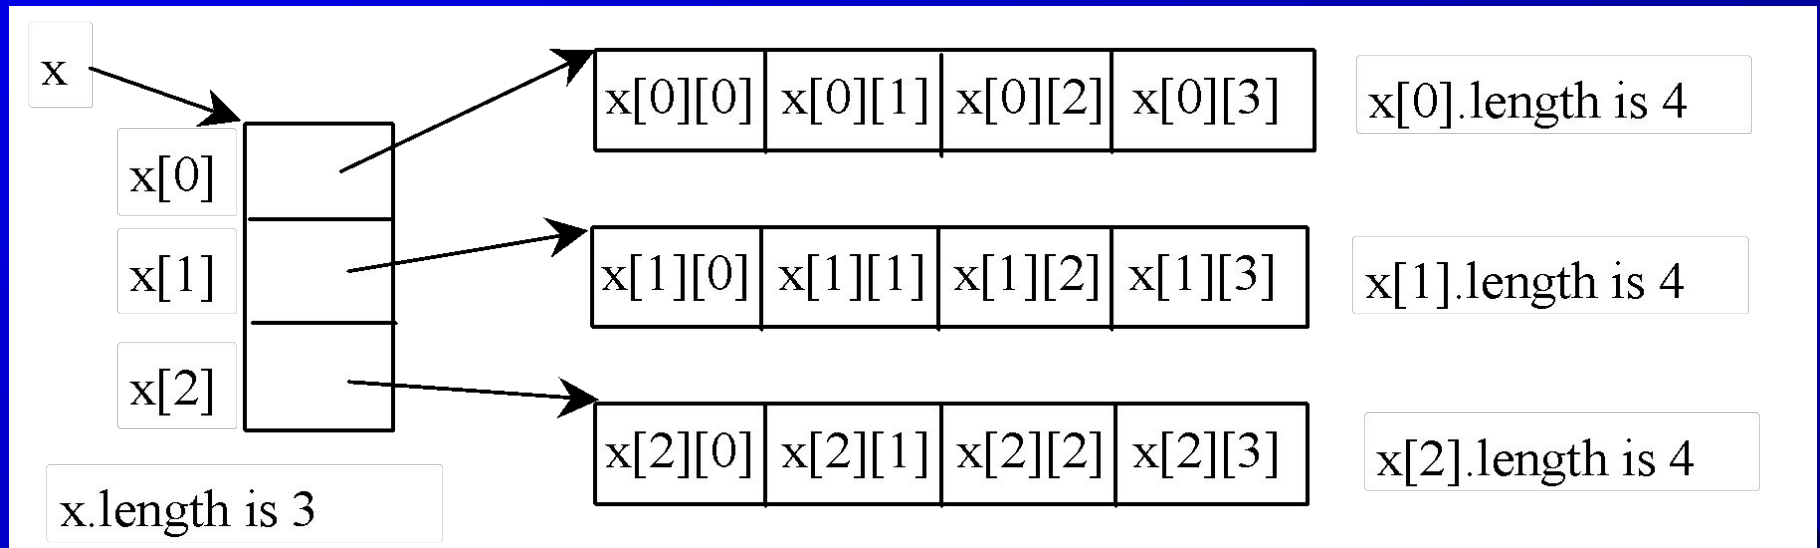 x
x[0][0] x[0][1] x[0][2] x[0][3]
x[0].length is 4
x[0]
x[1]
x[1][0] x[1][1] x[1][2] x[1][3]
x[1].length is 4
x[2]
x[2][0] x[2][1] x[2][2] x[2][3]
x[2].length is 4
x.length is 3